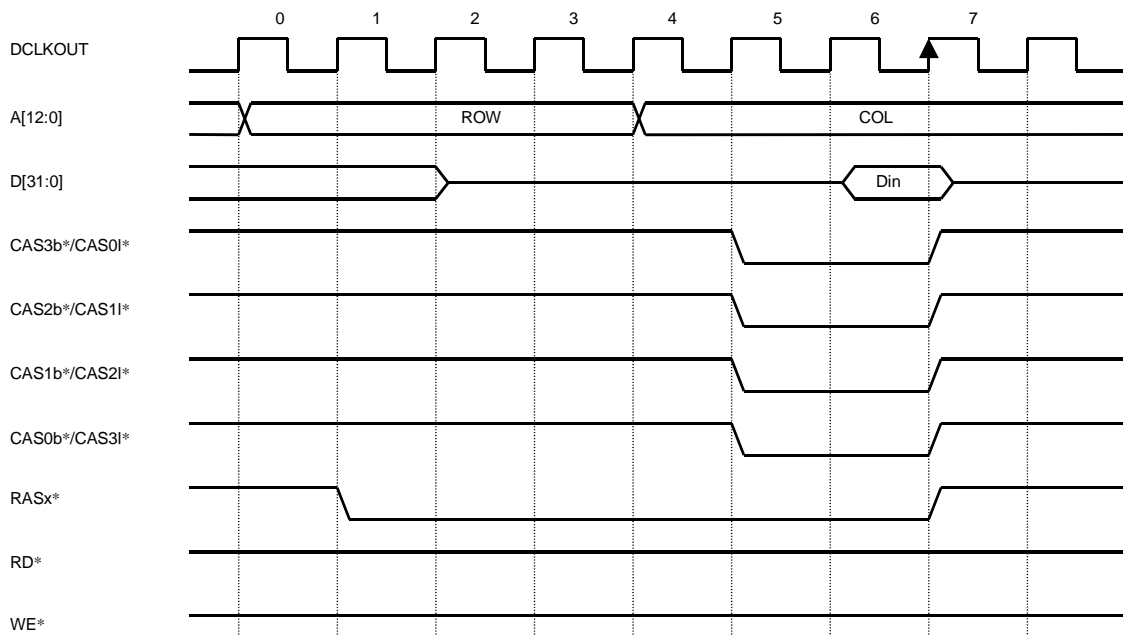 0 1 2 3 4 5 6 7
DCLKOUT
A[12:0] ROW COL
D[31:0] Din
CAS3b*/CAS0l*
CAS2b*/CAS1l*
CAS1b*/CAS2l*
CAS0b*/CAS3l*
RASx*
RD*
WE*